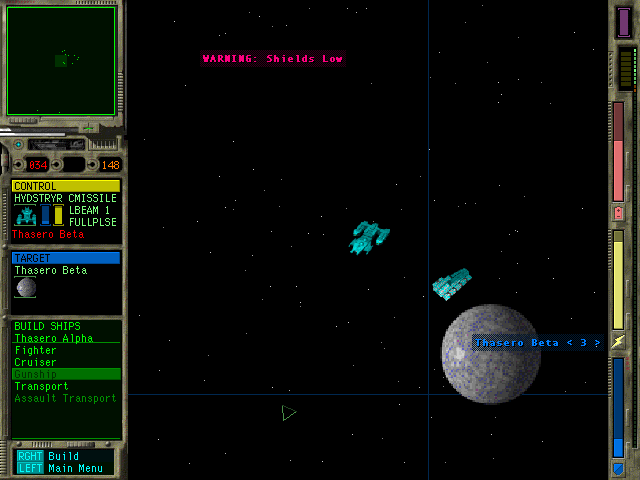 WARNING: Shields Low
034 148
CONTROL
HVDSTRYR CMISSILE
LBEAM 1
FULLPLSE
Thasero Beta
TARGET
Thasero Beta
BUILD SHIPS
Thasero Alpha
Fighter
Cruiser
Gunship
Transport
Assault Transport
RGHT Build
LEFT Main Menu
Thasero Beta < 3 >